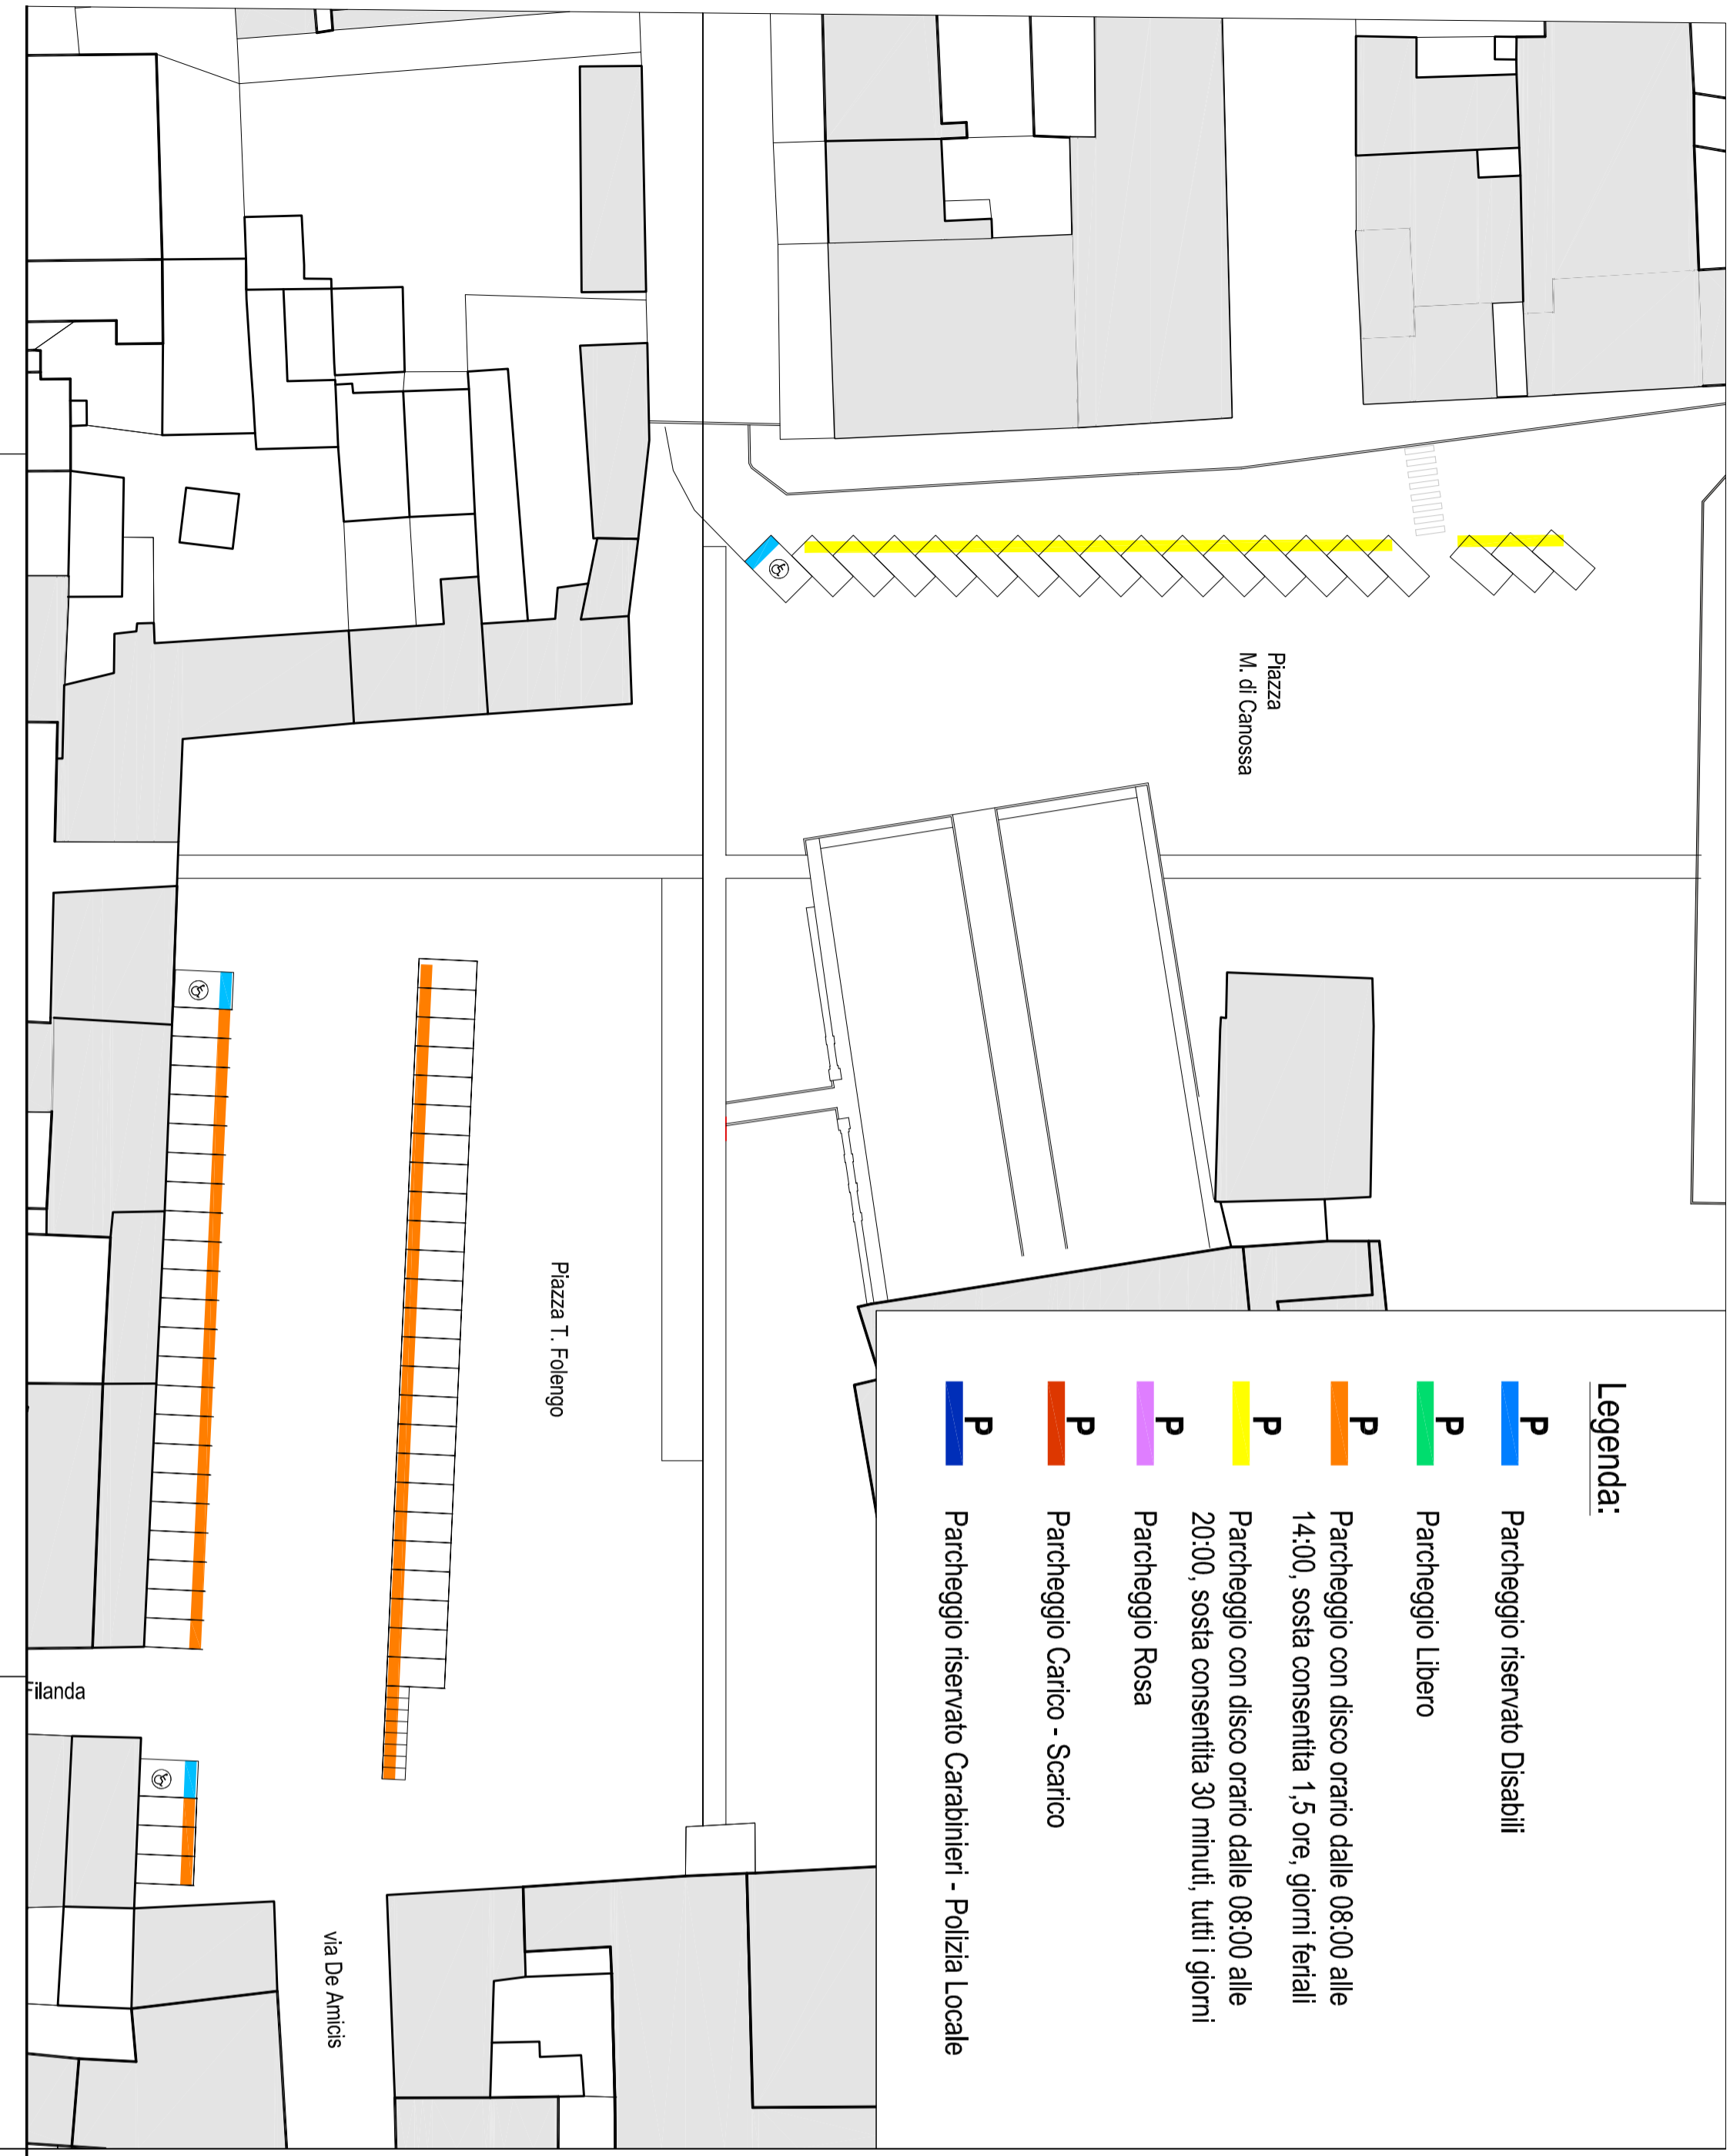 Legenda:
P Parcheggio riservato Disabili
P Parcheggio Libero
P Parcheggio con disco orario dalle 08:00 alle
14:00, sosta consentita 1,5 ore, giorni feriali
P Parcheggio con disco orario dalle 08:00 alle
20:00, sosta consentita 30 minuti, tutti i giorni
P Parcheggio Rosa
P Parcheggio Carico - Scarico
P Parcheggio riservato Carabinieri - Polizia Locale
Piazza
M. di Canossa
Piazza T. Folengo
via De Amicis
Filanda